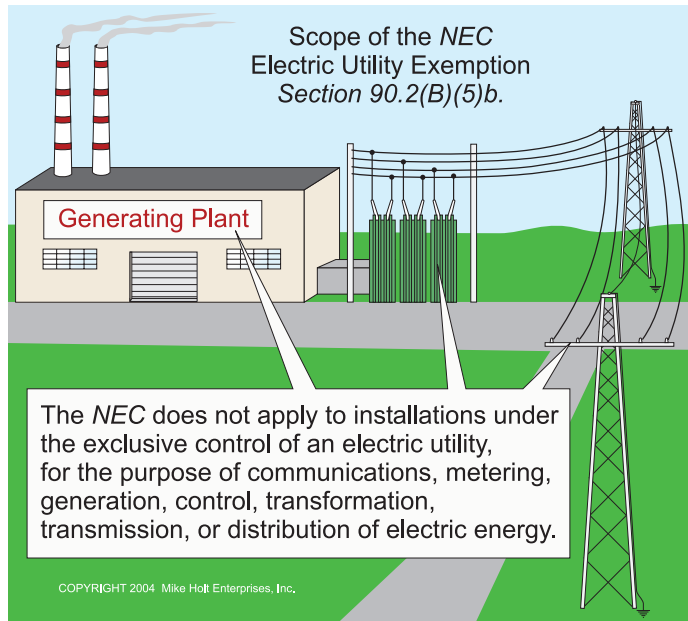 Scope of the NEC
Electric Utility Exemption
Section 90.2(B)(5)b.
Generating Plant
The NEC does not apply to installations under
the exclusive control of an electric utility,
for the purpose of communications, metering,
generation, control, transformation,
transmission, or distribution of electric energy.
COPYRIGHT 2004 Mike Holt Enterprises, Inc.